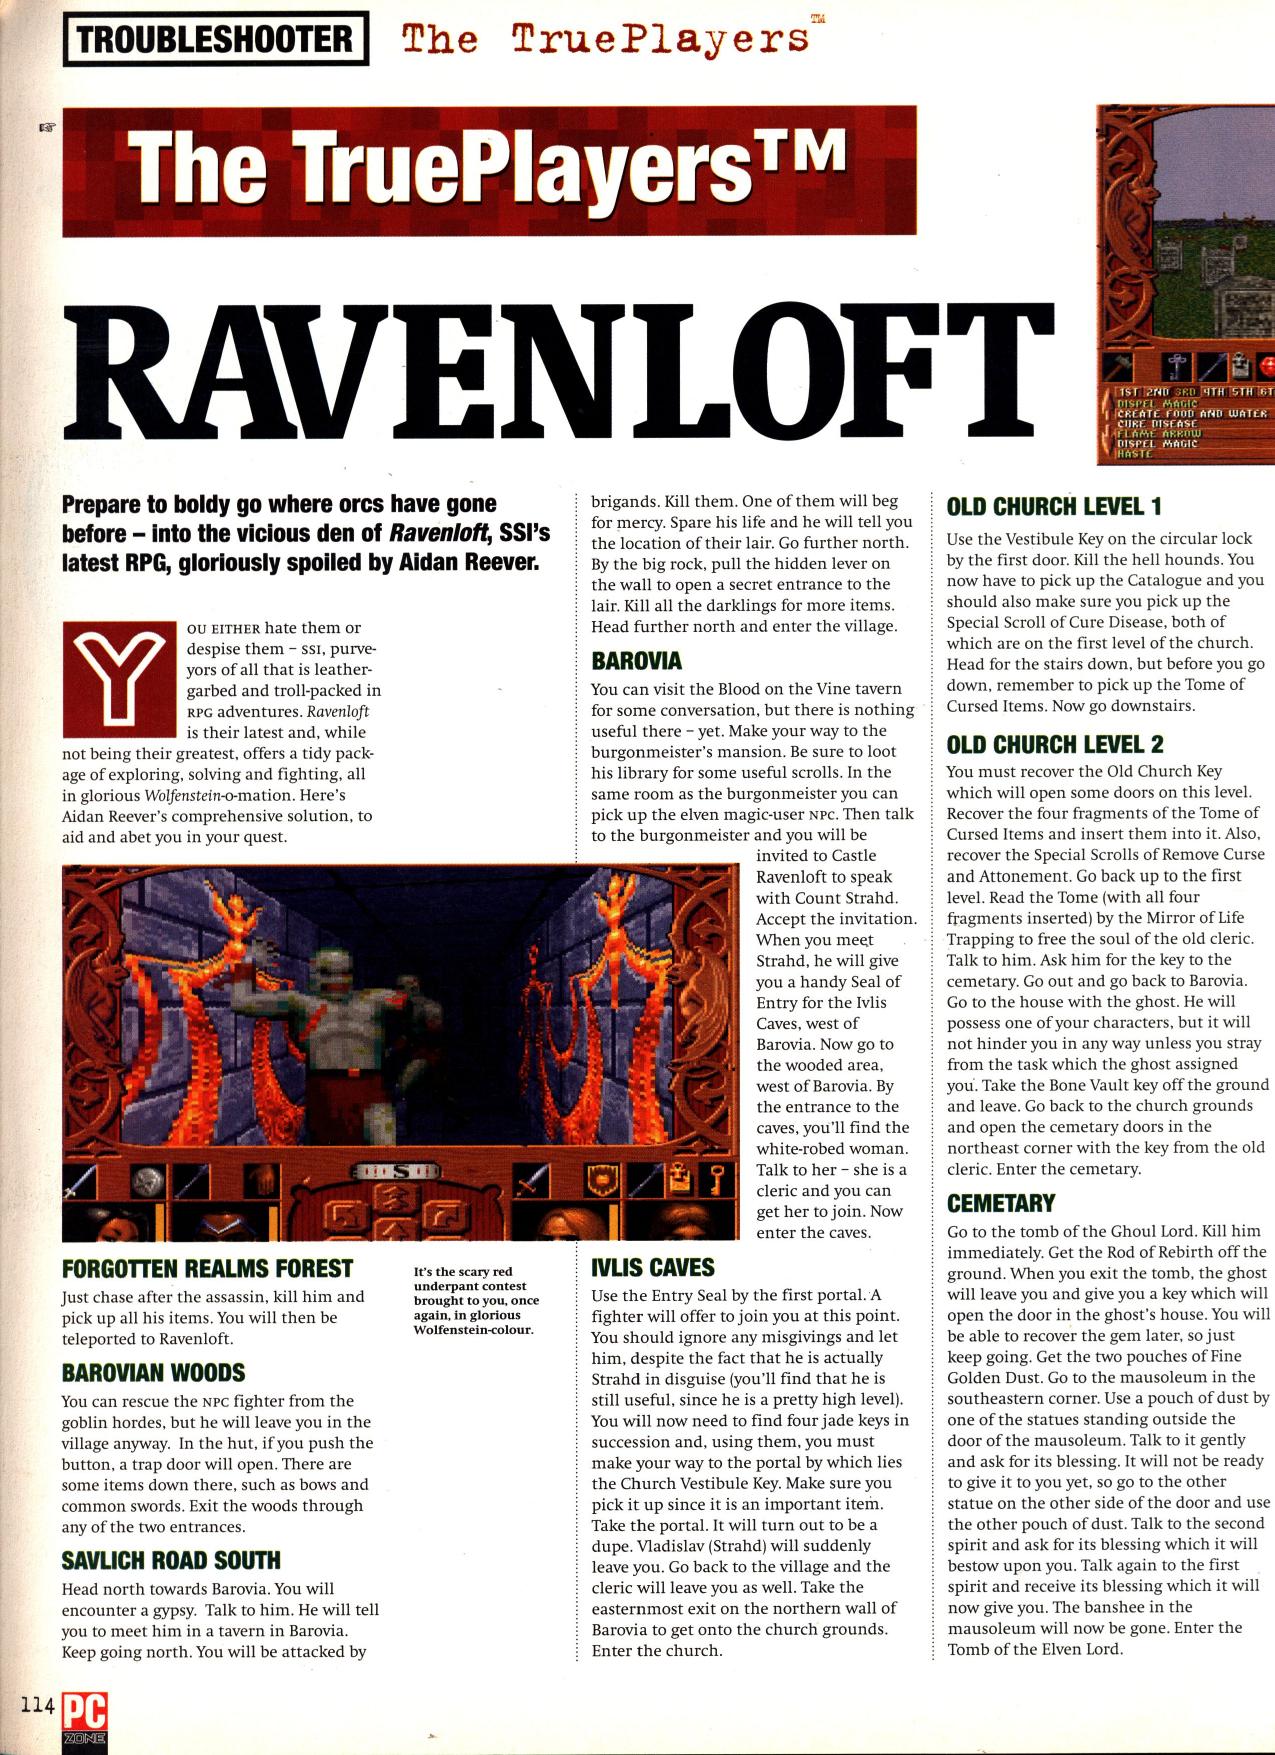 TROUBLESHOOTER
The TruePlayers™
The TruePlayers™
RAVENLOFT
1ST 2ND 3RD 4TH 5TH 6T
DISPEL MAGIC
CREATE FOOD AND WATER
CURE DISEASE
FLAME ARROW
DISPEL MAGIC
HASTE
Prepare to boldy go where orcs have gone
before – into the vicious den of Ravenloft, SSI's
latest RPG, gloriously spoiled by Aidan Reever.
YOU EITHER hate them or
despise them – SSI, purve-
yors of all that is leather-
garbed and troll-packed in
RPG adventures. Ravenloft
is their latest and, while
not being their greatest, offers a tidy pack-
age of exploring, solving and fighting, all
in glorious Wolfenstein-o-mation. Here's
Aidan Reever's comprehensive solution, to
aid and abet you in your quest.
S
FORGOTTEN REALMS FOREST
Just chase after the assassin, kill him and
pick up all his items. You will then be
teleported to Ravenloft.
BAROVIAN WOODS
You can rescue the NPC fighter from the
goblin hordes, but he will leave you in the
village anyway. In the hut, if you push the
button, a trap door will open. There are
some items down there, such as bows and
common swords. Exit the woods through
any of the two entrances.
SAVLICH ROAD SOUTH
Head north towards Barovia. You will
encounter a gypsy. Talk to him. He will tell
you to meet him in a tavern in Barovia.
Keep going north. You will be attacked by
It's the scary red
underpant contest
brought to you, once
again, in glorious
Wolfenstein-colour.
brigands. Kill them. One of them will beg
for mercy. Spare his life and he will tell you
the location of their lair. Go further north.
By the big rock, pull the hidden lever on
the wall to open a secret entrance to the
lair. Kill all the darklings for more items.
Head further north and enter the village.
BAROVIA
You can visit the Blood on the Vine tavern
for some conversation, but there is nothing
useful there – yet. Make your way to the
burgonmeister's mansion. Be sure to loot
his library for some useful scrolls. In the
same room as the burgonmeister you can
pick up the elven magic-user NPC. Then talk
to the burgonmeister and you will be
invited to Castle
Ravenloft to speak
with Count Strahd.
Accept the invitation.
When you meet
Strahd, he will give
you a handy Seal of
Entry for the Ivlis
Caves, west of
Barovia. Now go to
the wooded area,
west of Barovia. By
the entrance to the
caves, you'll find the
white-robed woman.
Talk to her – she is a
cleric and you can
get her to join. Now
enter the caves.
IVLIS CAVES
Use the Entry Seal by the first portal. A
fighter will offer to join you at this point.
You should ignore any misgivings and let
him, despite the fact that he is actually
Strahd in disguise (you'll find that he is
still useful, since he is a pretty high level).
You will now need to find four jade keys in
succession and, using them, you must
make your way to the portal by which lies
the Church Vestibule Key. Make sure you
pick it up since it is an important item.
Take the portal. It will turn out to be a
dupe. Vladislav (Strahd) will suddenly
leave you. Go back to the village and the
cleric will leave you as well. Take the
easternmost exit on the northern wall of
Barovia to get onto the church grounds.
Enter the church.
OLD CHURCH LEVEL 1
Use the Vestibule Key on the circular lock
by the first door. Kill the hell hounds. You
now have to pick up the Catalogue and you
should also make sure you pick up the
Special Scroll of Cure Disease, both of
which are on the first level of the church.
Head for the stairs down, but before you go
down, remember to pick up the Tome of
Cursed Items. Now go downstairs.
OLD CHURCH LEVEL 2
You must recover the Old Church Key
which will open some doors on this level.
Recover the four fragments of the Tome of
Cursed Items and insert them into it. Also,
recover the Special Scrolls of Remove Curse
and Attonement. Go back up to the first
level. Read the Tome (with all four
fragments inserted) by the Mirror of Life
Trapping to free the soul of the old cleric.
Talk to him. Ask him for the key to the
cemetary. Go out and go back to Barovia.
Go to the house with the ghost. He will
possess one of your characters, but it will
not hinder you in any way unless you stray
from the task which the ghost assigned
you. Take the Bone Vault key off the ground
and leave. Go back to the church grounds
and open the cemetary doors in the
northeast corner with the key from the old
cleric. Enter the cemetary.
CEMETARY
Go to the tomb of the Ghoul Lord. Kill him
immediately. Get the Rod of Rebirth off the
ground. When you exit the tomb, the ghost
will leave you and give you a key which will
open the door in the ghost's house. You will
be able to recover the gem later, so just
keep going. Get the two pouches of Fine
Golden Dust. Go to the mausoleum in the
southeastern corner. Use a pouch of dust by
one of the statues standing outside the
door of the mausoleum. Talk to it gently
and ask for its blessing. It will not be ready
to give it to you yet, so go to the other
statue on the other side of the door and use
the other pouch of dust. Talk to the second
spirit and ask for its blessing which it will
bestow upon you. Talk again to the first
spirit and receive its blessing which it will
now give you. The banshee in the
mausoleum will now be gone. Enter the
Tomb of the Elven Lord.
114 PC
ZONE